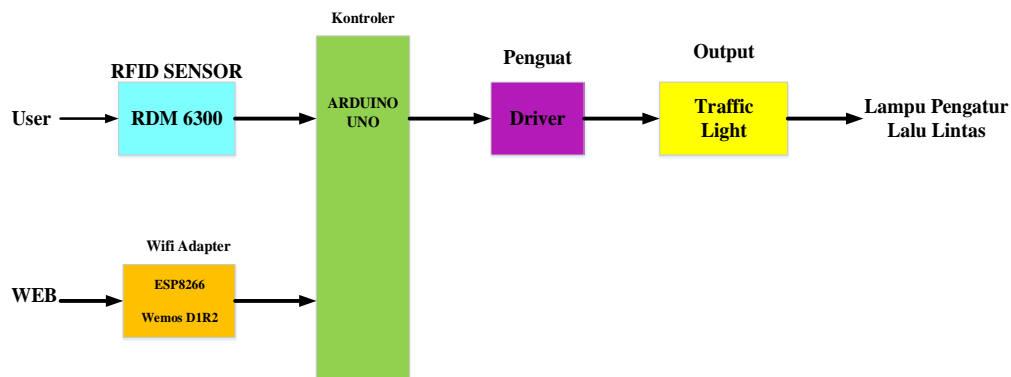 Kontroler
RFID SENSOR
Penguat
Output
User
RDM 6300
ARDUINO
UNO
Driver
Traffic
Light
Lampu Pengatur
Lalu Lintas
Wifi Adapter
WEB
ESP8266
Wemos D1R2